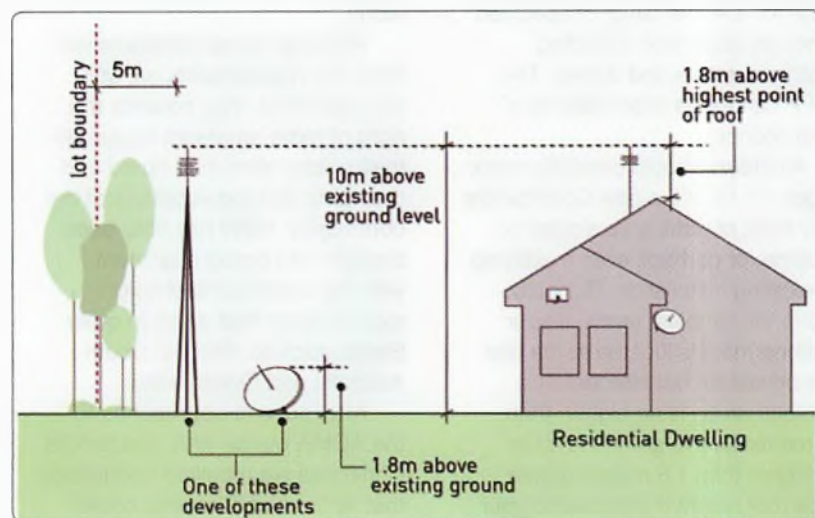 lot boundary
5m
1.8m above
highest point
of roof
10m above
existing
ground level
Residential Dwelling
1.8m above
existing ground
One of these
developments